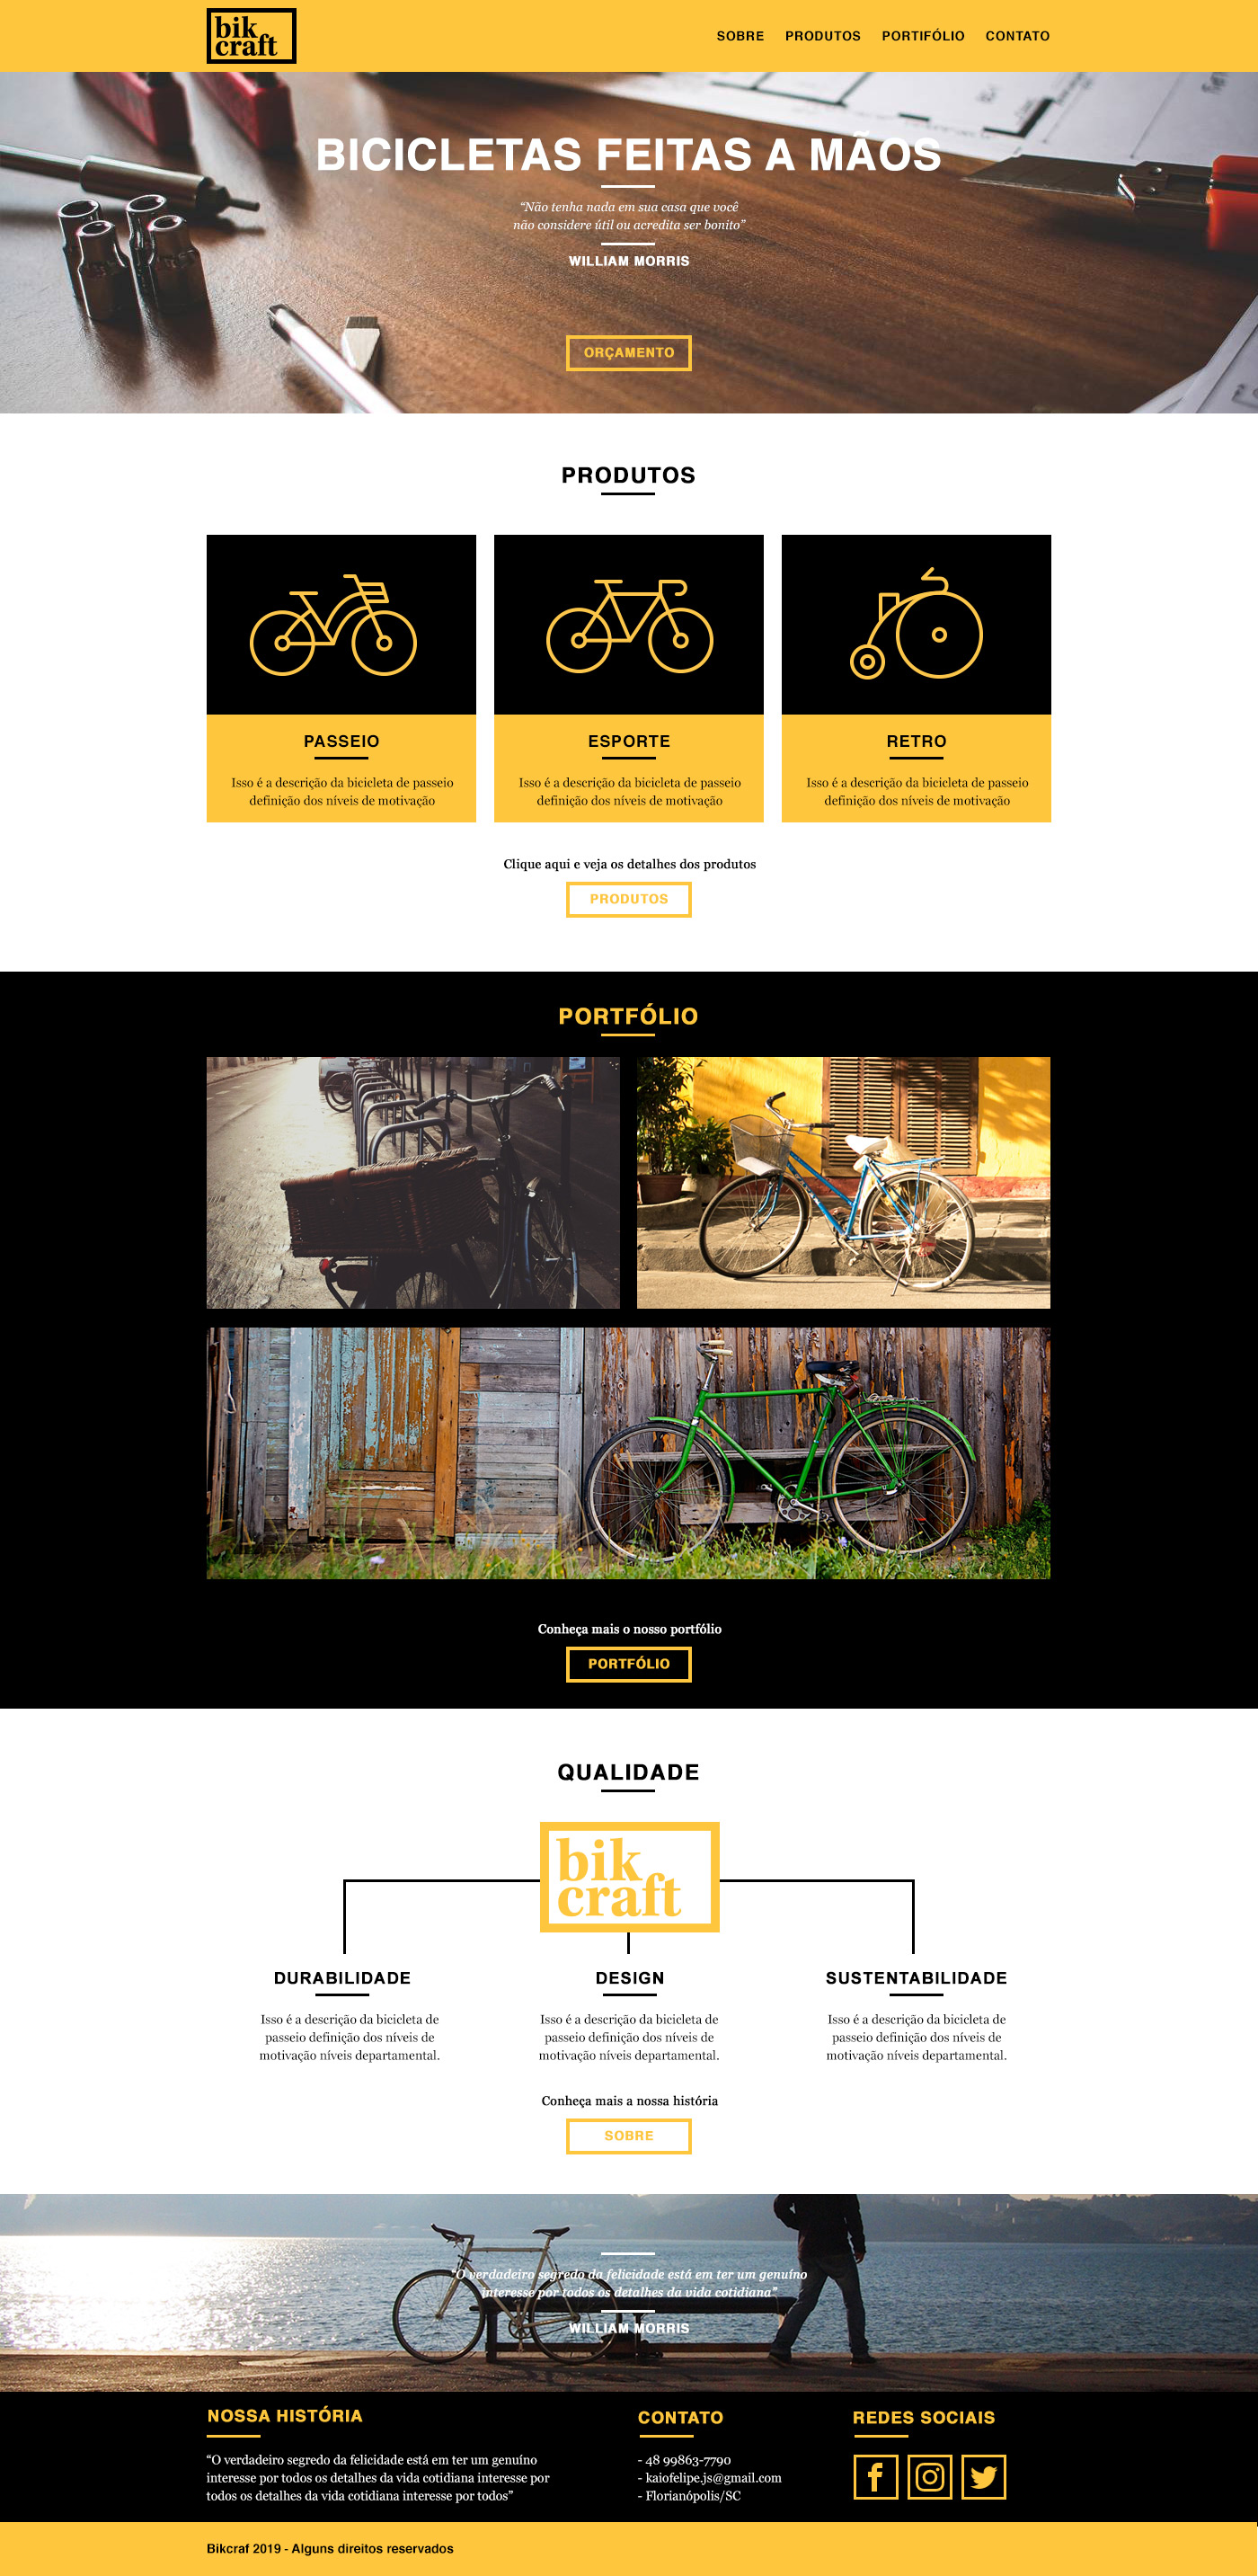 bik
craft
SOBRE PRODUTOS PORTIFÓLIO CONTATO
BICICLETAS FEITAS A MÃOS
“Não tenha nada em sua casa que você
não considere útil ou acredita ser bonito”
WILLIAM MORRIS
ORÇAMENTO
PRODUTOS
PASSEIO
Isso é a descrição da bicicleta de passeio
definição dos níveis de motivação
ESPORTE
Isso é a descrição da bicicleta de passeio
definição dos níveis de motivação
RETRO
Isso é a descrição da bicicleta de passeio
definição dos níveis de motivação
Clique aqui e veja os detalhes dos produtos
PRODUTOS
PORTFÓLIO
Conheça mais o nosso portfólio
PORTFÓLIO
QUALIDADE
bik
craft
DURABILIDADE
Isso é a descrição da bicicleta de
passeio definição dos níveis de
motivação níveis departamental.
DESIGN
Isso é a descrição da bicicleta de
passeio definição dos níveis de
motivação níveis departamental.
SUSTENTABILIDADE
Isso é a descrição da bicicleta de
passeio definição dos níveis de
motivação níveis departamental.
Conheça mais a nossa história
SOBRE
“O verdadeiro segredo da felicidade está em ter um genuíno
interesse por todos os detalhes da vida cotidiana”
WILLIAM MORRIS
NOSSA HISTÓRIA
“O verdadeiro segredo da felicidade está em ter um genuíno
interesse por todos os detalhes da vida cotidiana interesse por
todos os detalhes da vida cotidiana interesse por todos”
CONTATO
- 48 99863-7790
- kaiofelipe.js@gmail.com
- Florianópolis/SC
REDES SOCIAIS
Bikcraf 2019 - Alguns direitos reservados